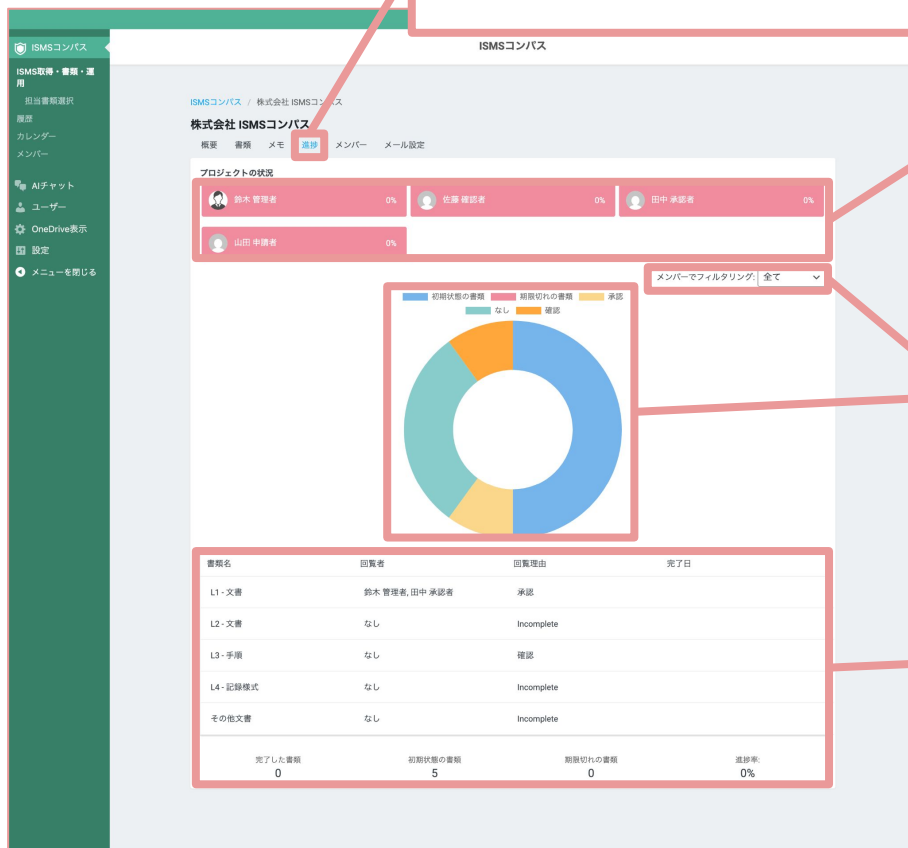 ISMSコンパス
ISMSコンパス
ISMS取得・書類・運用
担当書類選択
履歴
カレンダー
メンバー
AIチャット
ユーザー
OneDrive表示
設定
メニューを閉じる
ISMSコンパス / 株式会社 ISMSコンパス
株式会社 ISMSコンパス
概要 書類 メモ 進捗 メンバー メール設定
プロジェクトの状況
鈴木 管理者 0% 佐藤 確認者 0% 田中 承認者 0%
山田 申請者 0%
メンバーでフィルタリング: 全て
初期状態の書類 期限切れの書類 承認
なし 確認
書類名 回覧者 回覧理由 完了日
L1 - 文書 鈴木 管理者, 田中 承認者 承認
L2 - 文書 なし Incomplete
L3 - 手順 なし 確認
L4 - 記録様式 なし Incomplete
その他文書 なし Incomplete
完了した書類 初期状態の書類 期限切れの書類 進捗率:
0 5 0 0%